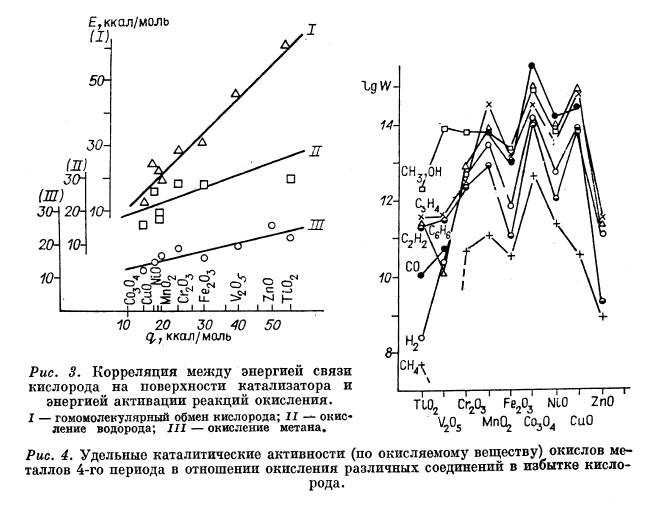 E, ккал/моль
(I)
50
30
(II)
30
20
10
(III)
30
20
10
I
II
III
Co₃O₄
CuO
NiO
MnO₂
Cr₂O₃
Fe₂O₃
V₂O₅
ZnO
TiO₂
10 20 30 40 50
q, ккал/моль
Рис. 3. Корреляция между энергией связи
кислорода на поверхности катализатора и
энергией активации реакций окисления.
I — гомомолекулярный обмен кислорода; II — окис-
ление водорода; III — окисление метана.
lg W
14
12
10
8
CH₃OH
C₃H₄
C₂H₂
C₆H₆
CO
H₂
CH₄
TiO₂
V₂O₅
Cr₂O₃
MnO₂
Fe₂O₃
Co₃O₄
NiO
CuO
ZnO
Рис. 4. Удельные каталитические активности (по окисляемому веществу) окислов ме-
таллов 4-го периода в отношении окисления различных соединений в избытке кисло-
рода.